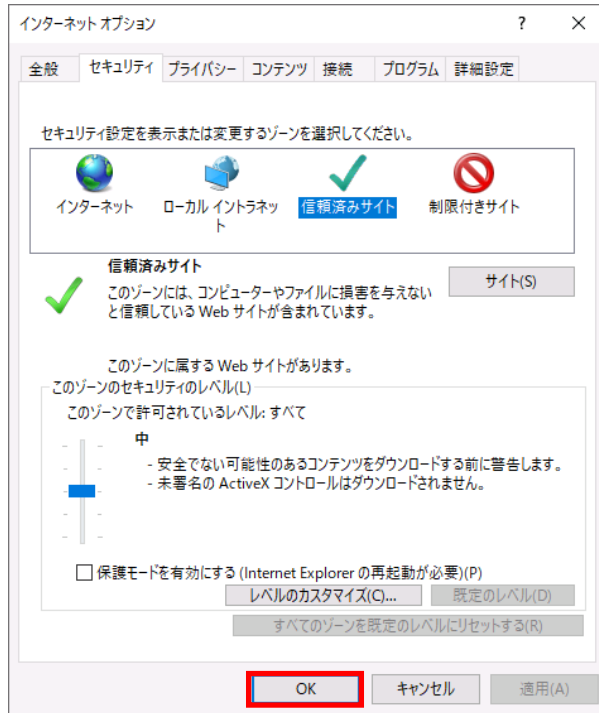 インターネット オプション
?
×
全般 セキュリティ プライバシー コンテンツ 接続 プログラム 詳細設定
セキュリティ設定を表示または変更するゾーンを選択してください。
インターネット
ローカル イントラネッ
ト
信頼済みサイト
制限付きサイト
信頼済みサイト
このゾーンには、コンピューターやファイルに損害を与えない
と信頼している Web サイトが含まれています。
サイト(S)
このゾーンに属する Web サイトがあります。
このゾーンのセキュリティのレベル(L)
このゾーンで許可されているレベル: すべて
中
- 安全でない可能性のあるコンテンツをダウンロードする前に警告します。
- 未署名の ActiveX コントロールはダウンロードされません。
保護モードを有効にする (Internet Explorer の再起動が必要)(P)
レベルのカスタマイズ(C)... 既定のレベル(D)
すべてのゾーンを既定のレベルにリセットする(R)
OK キャンセル 適用(A)